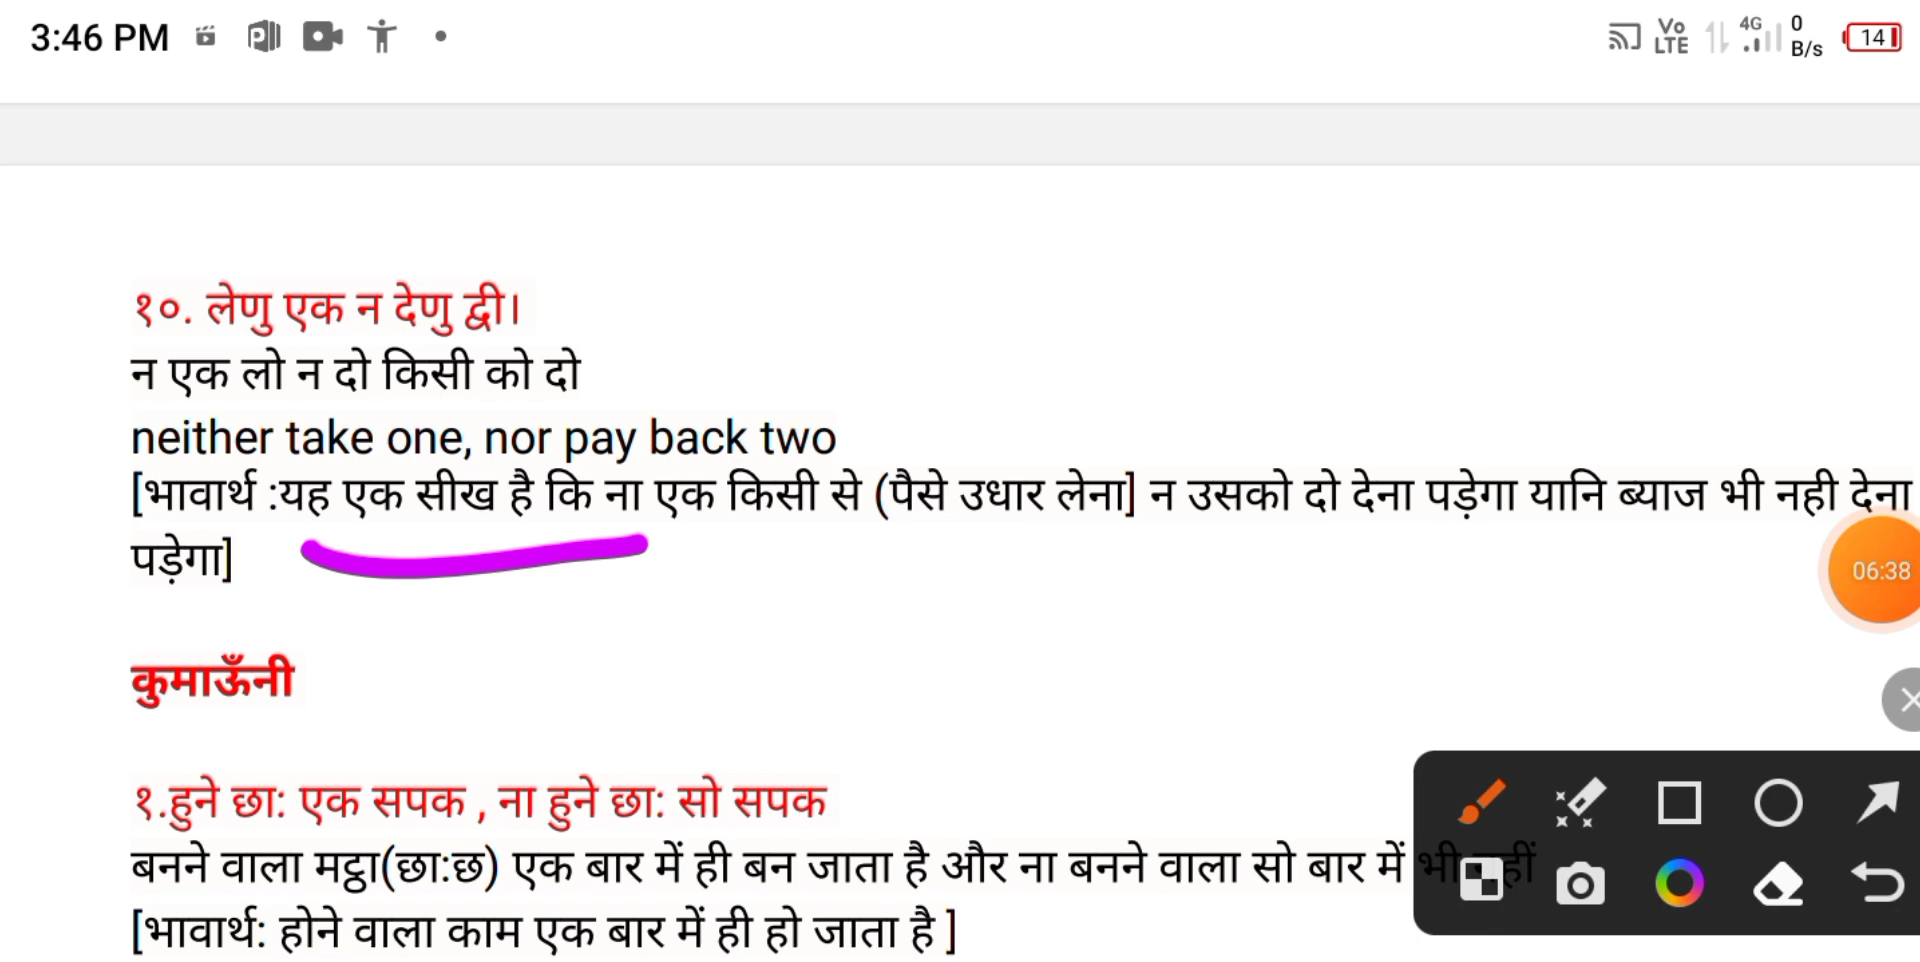 3:46 PM
Vo LTE 4G 0 B/s 14
१०. लेणु एक न देणु द्वी।
न एक लो न दो किसी को दो
neither take one, nor pay back two
[भावार्थ :यह एक सीख है कि ना एक किसी से (पैसे उधार लेना] न उसको दो देना पड़ेगा यानि ब्याज भी नही देना
पड़ेगा]
06:38
कुमाऊँनी
१.हुने छा: एक सपक , ना हुने छा: सो सपक
बनने वाला मट्ठा(छा:छ) एक बार में ही बन जाता है और ना बनने वाला सो बार में भी
[भावार्थ: होने वाला काम एक बार में ही हो जाता है ]